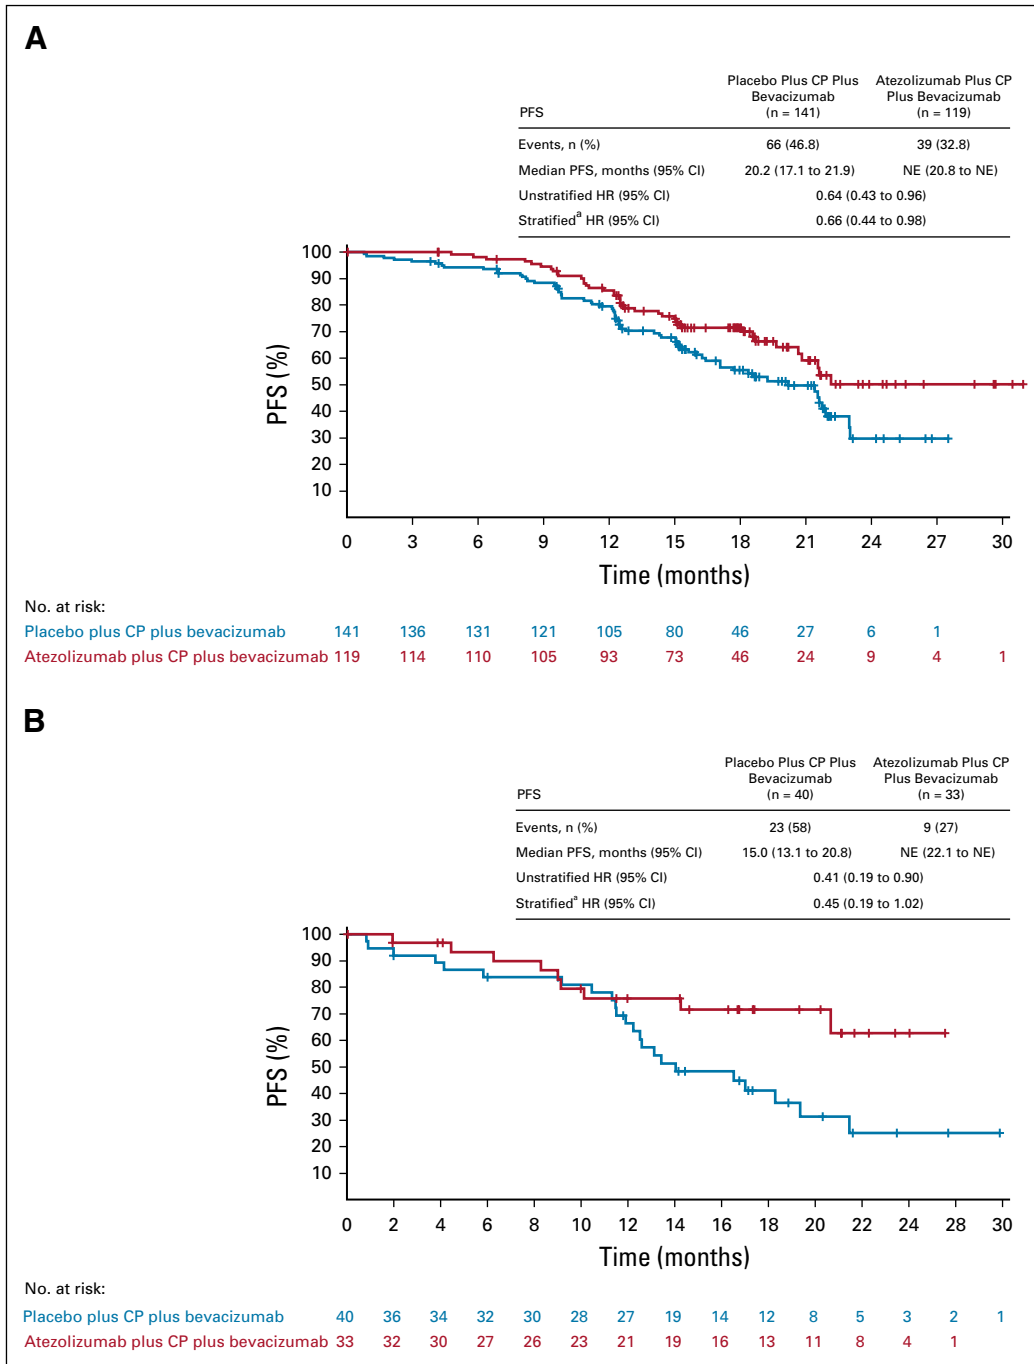 A
Placebo Plus CP Plus Bevacizumab (n = 141)
Atezolizumab Plus CP Plus Bevacizumab (n = 119)
PFS
Events, n (%) 66 (46.8) 39 (32.8)
Median PFS, months (95% CI) 20.2 (17.1 to 21.9) NE (20.8 to NE)
Unstratified HR (95% CI) 0.64 (0.43 to 0.96)
Stratifiedᵃ HR (95% CI) 0.66 (0.44 to 0.98)
PFS (%)
100
90
80
70
60
50
40
30
20
10
0 3 6 9 12 15 18 21 24 27 30
Time (months)
No. at risk:
Placebo plus CP plus bevacizumab 141 136 131 121 105 80 46 27 6 1
Atezolizumab plus CP plus bevacizumab 119 114 110 105 93 73 46 24 9 4 1
B
Placebo Plus CP Plus Bevacizumab (n = 40)
Atezolizumab Plus CP Plus Bevacizumab (n = 33)
PFS
Events, n (%) 23 (58) 9 (27)
Median PFS, months (95% CI) 15.0 (13.1 to 20.8) NE (22.1 to NE)
Unstratified HR (95% CI) 0.41 (0.19 to 0.90)
Stratifiedᵃ HR (95% CI) 0.45 (0.19 to 1.02)
PFS (%)
100
90
80
70
60
50
40
30
20
10
0 2 4 6 8 10 12 14 16 18 20 22 24 28 30
Time (months)
No. at risk:
Placebo plus CP plus bevacizumab 40 36 34 32 30 28 27 19 14 12 8 5 3 2 1
Atezolizumab plus CP plus bevacizumab 33 32 30 27 26 23 21 19 16 13 11 8 4 1